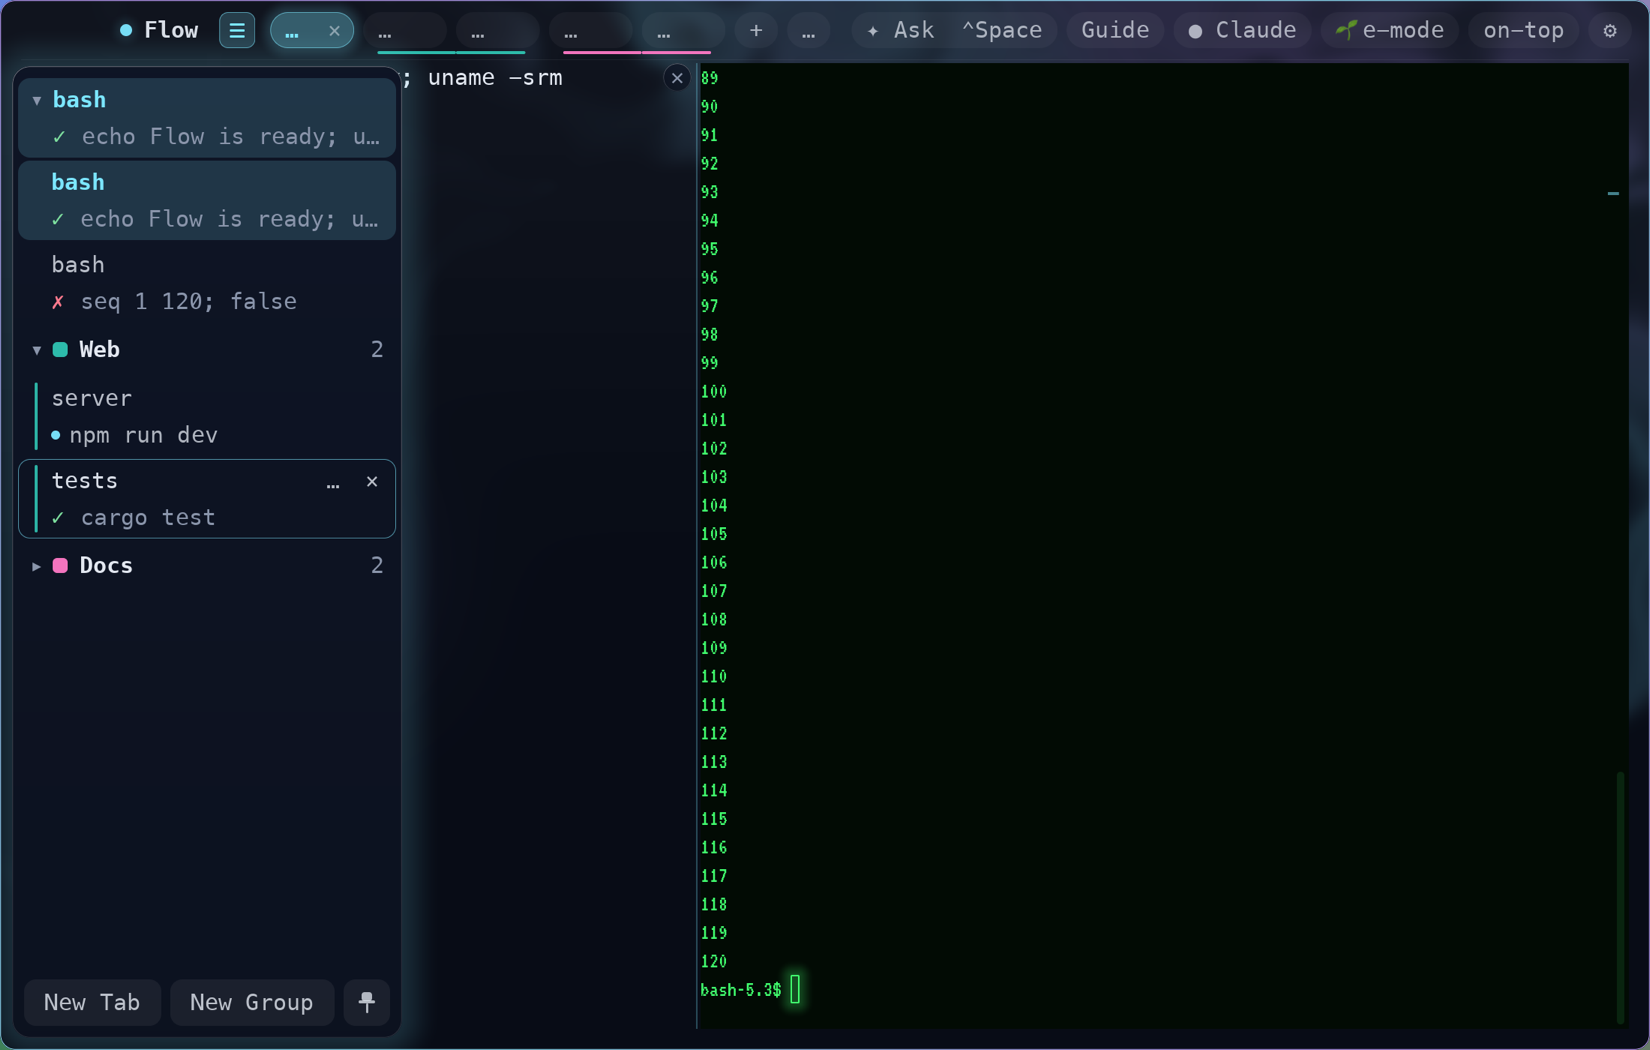 Flow ☰ … × … … … … + … ✦ Ask ^Space Guide ● Claude 🌱e-mode on-top ⚙
▼ bash
✓ echo Flow is ready; u…
bash
✓ echo Flow is ready; u…
bash
✗ seq 1 120; false
▼ Web 2
server
npm run dev
tests … ×
✓ cargo test
▶ Docs 2
New Tab New Group
; uname -srm ×
89
90
91
92
93
94
95
96
97
98
99
100
101
102
103
104
105
106
107
108
109
110
111
112
113
114
115
116
117
118
119
120
bash-5.3$